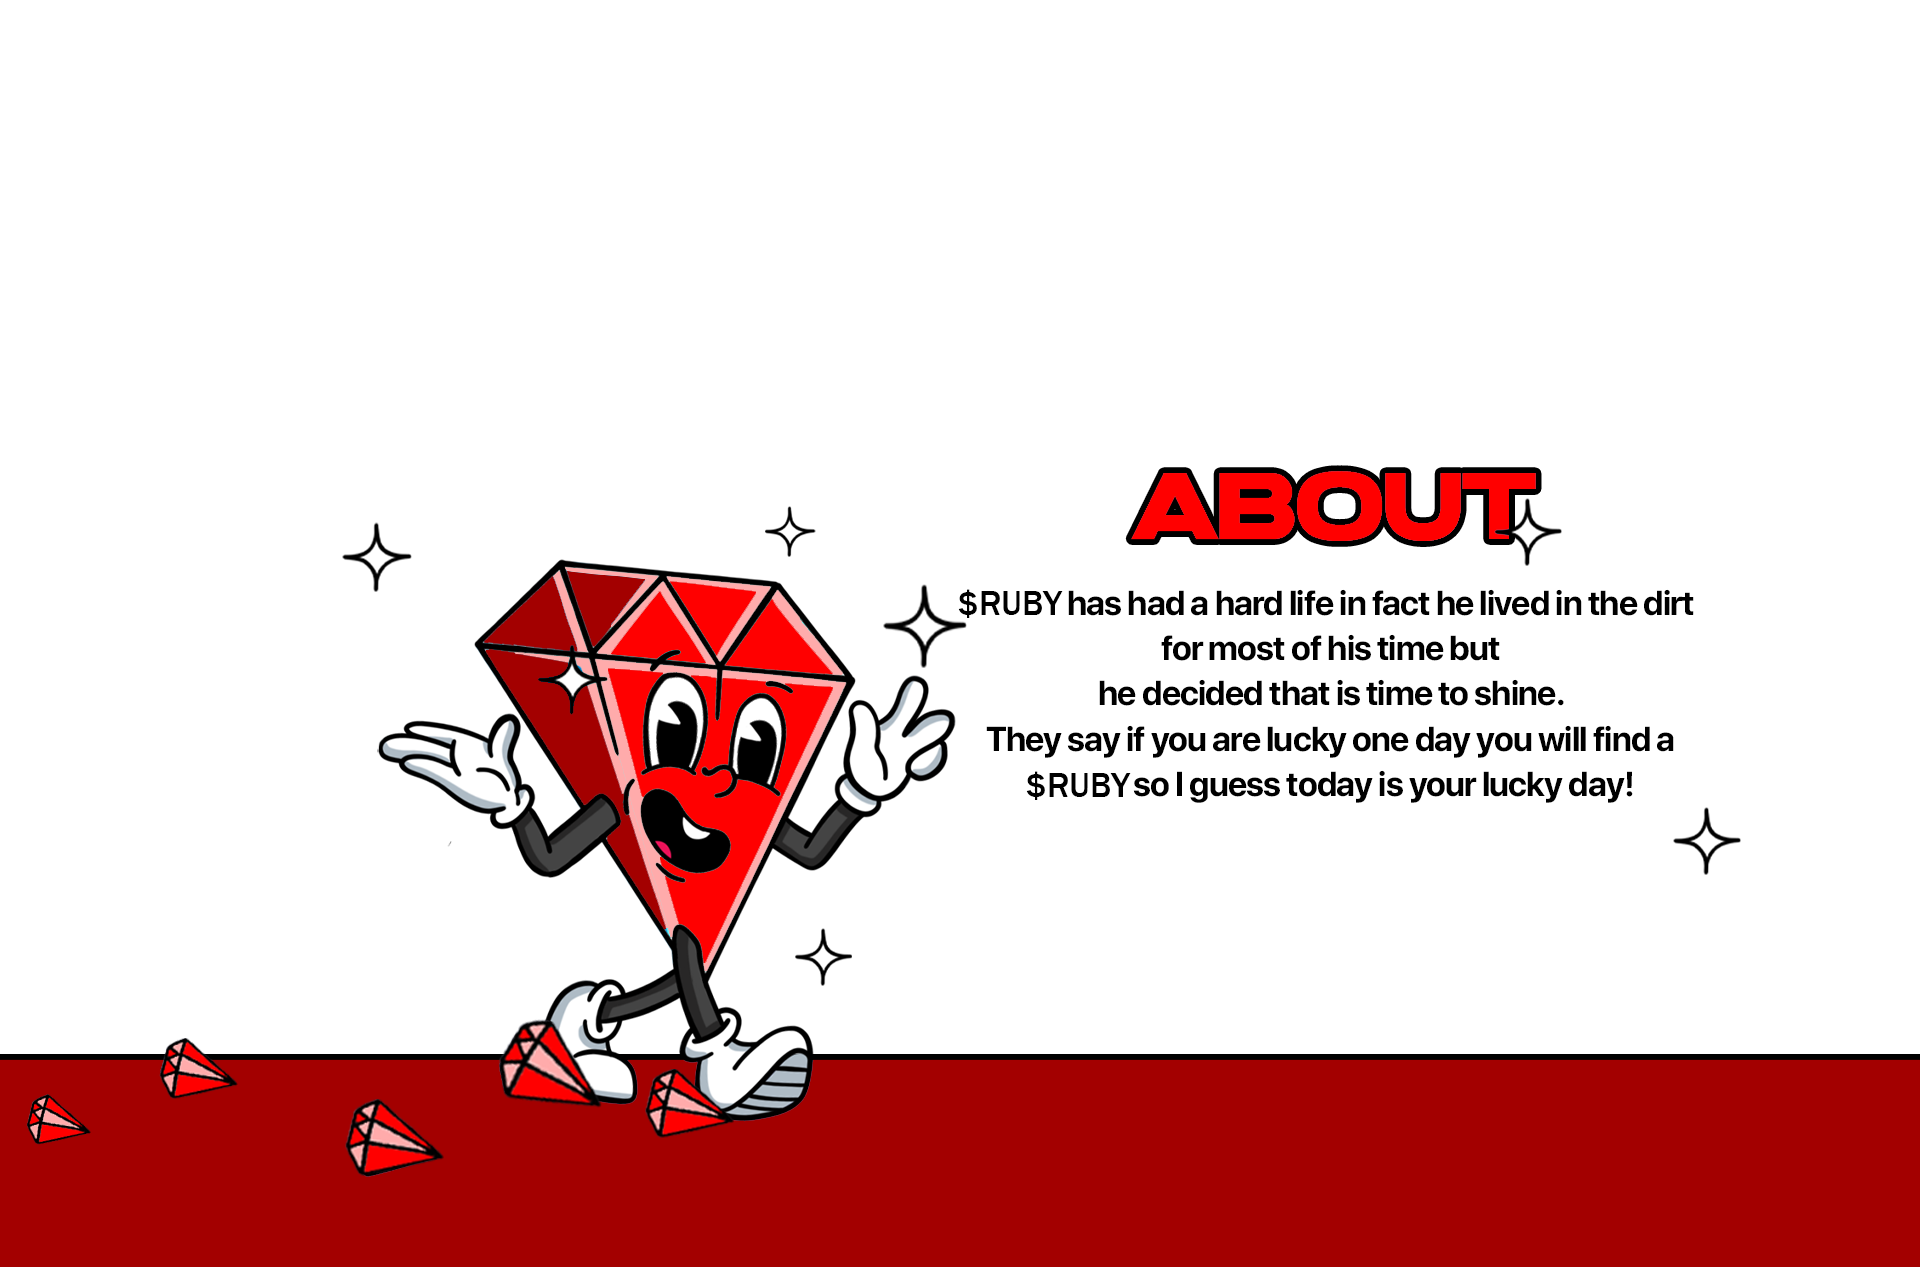 ABOUT
$RUBY has had a hard life in fact he lived in the dirt
for most of his time but
he decided that is time to shine.
They say if you are lucky one day you will find a
$RUBY so I guess today is your lucky day!